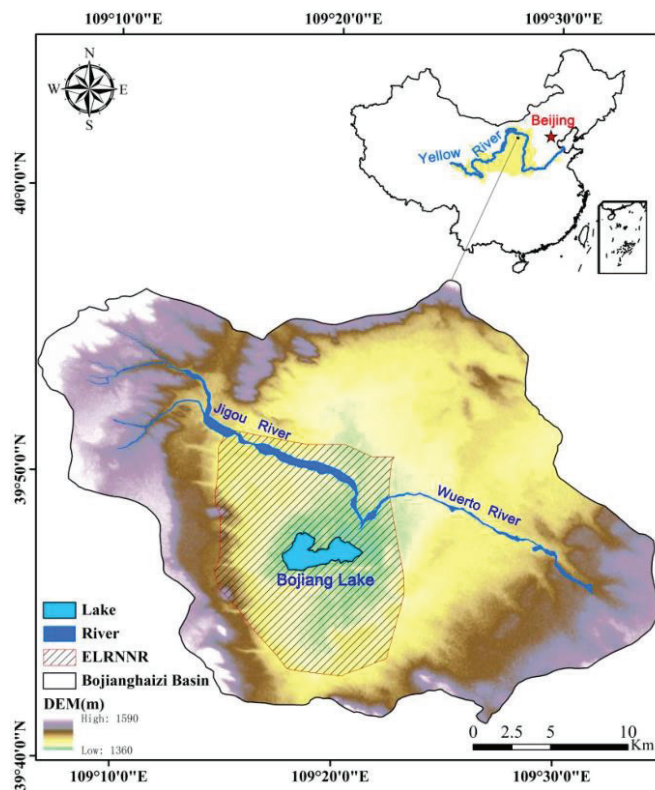 109°10'0"E 109°20'0"E 109°30'0"E
N
W E
S
Beijing
Yellow River
40°0'0"N
Jigou River
39°50'0"N
Wuerto River
Bojiang Lake
Lake
River
ELRNNR
Bojianghaizi Basin
DEM(m)
High: 1590
Low: 1360
0 2.5 5 10
Km
39°40'0"N
109°10'0"E 109°20'0"E 109°30'0"E